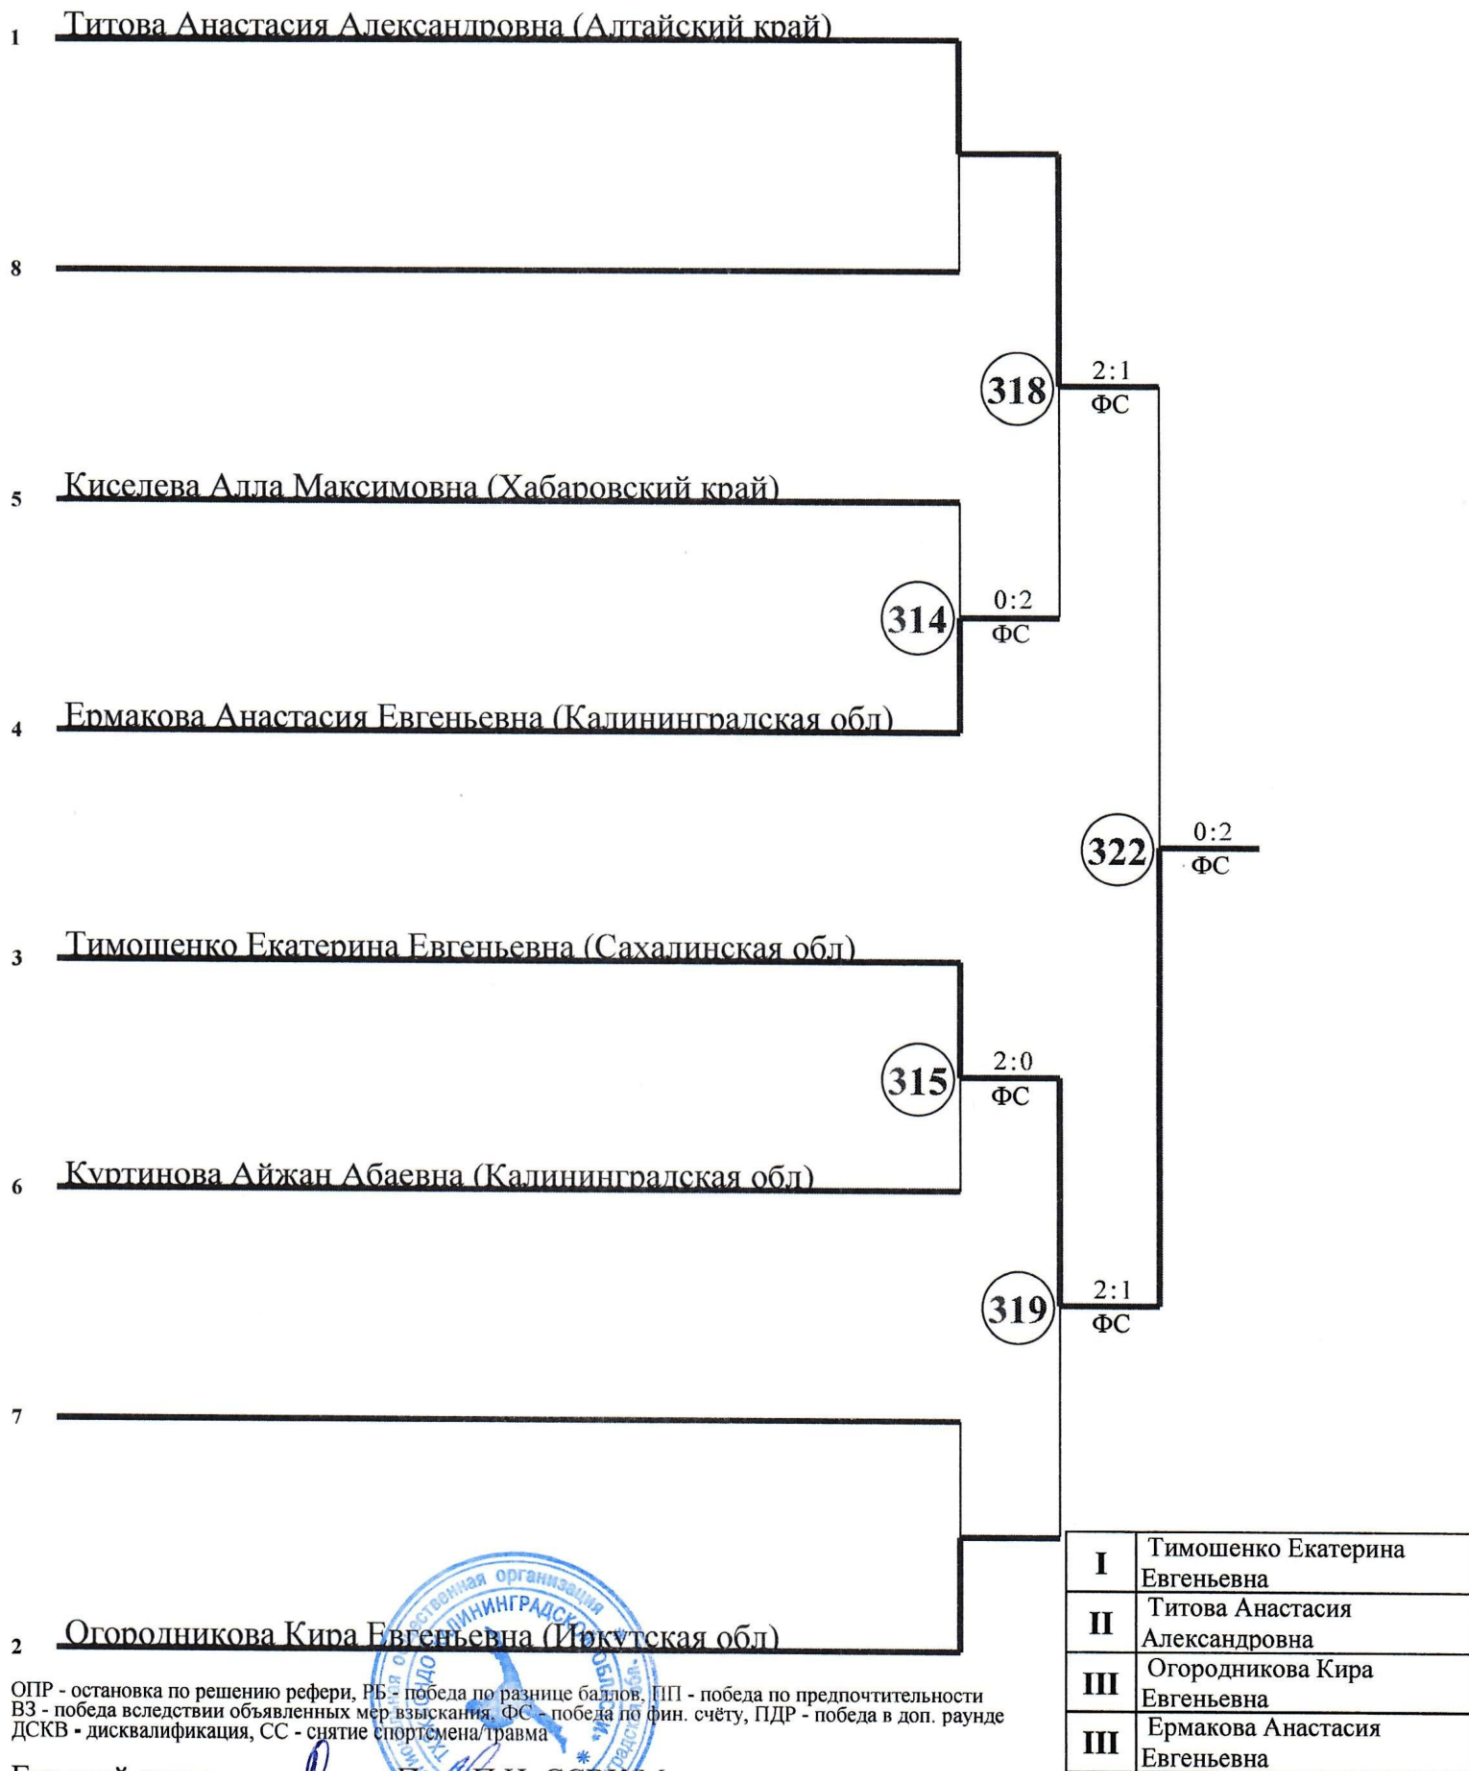 1 Титова Анастасия Александровна (Алтайский край)
8
318 2:1
ФС
5 Киселева Алла Максимовна (Хабаровский край)
314 0:2
ФС
4 Ермакова Анастасия Евгеньевна (Калининградская обл)
322 0:2
ФС
3 Тимошенко Екатерина Евгеньевна (Сахалинская обл)
315 2:0
ФС
6 Куртинова Айжан Абаевна (Калининградская обл)
319 2:1
ФС
7
2 Огородникова Кира Евгеньевна (Иркутская обл)
I Тимошенко Екатерина
Евгеньевна
II Титова Анастасия
Александровна
III Огородникова Кира
Евгеньевна
III Ермакова Анастасия
Евгеньевна
ОПР - остановка по решению рефери, РБ - победа по разнице баллов, ПП - победа по предпочтительности
ВЗ - победа вследствии объявленных мер взыскания, ФС - победа по фин. счёту, ПДР - победа в доп. раунде
ДСКВ - дисквалификация, СС - снятие спортсмена/травма
общественная организация
КАЛИНИНГРАДСКОЙ ОБЛАСТИ